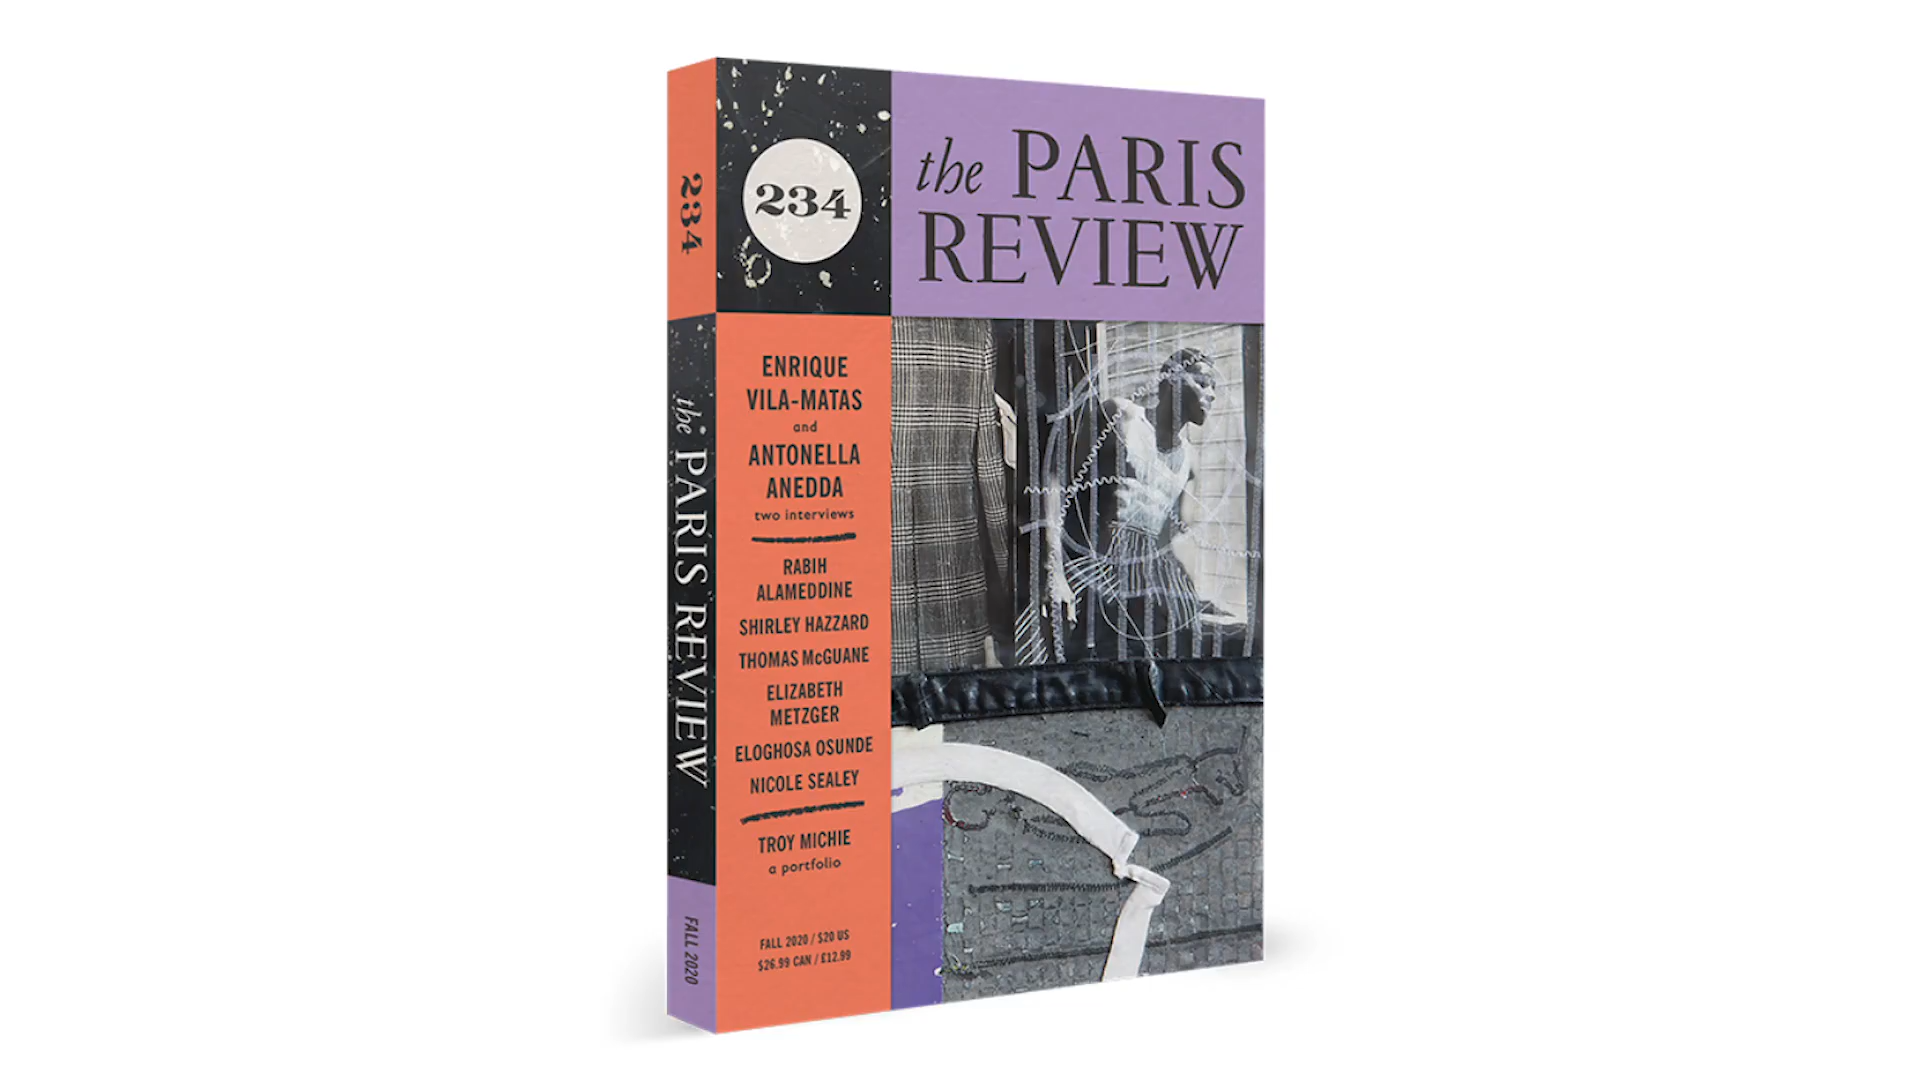 234
the PARIS REVIEW
FALL 2020
234
the PARIS
REVIEW
ENRIQUE
VILA-MATAS
and
ANTONELLA
ANEDDA
two interviews
RABIH
ALAMEDDINE
SHIRLEY HAZZARD
THOMAS McGUANE
ELIZABETH
METZGER
ELOGHOSA OSUNDE
NICOLE SEALEY
TROY MICHIE
a portfolio
FALL 2020 / $20 US
$26.99 CAN / £12.99